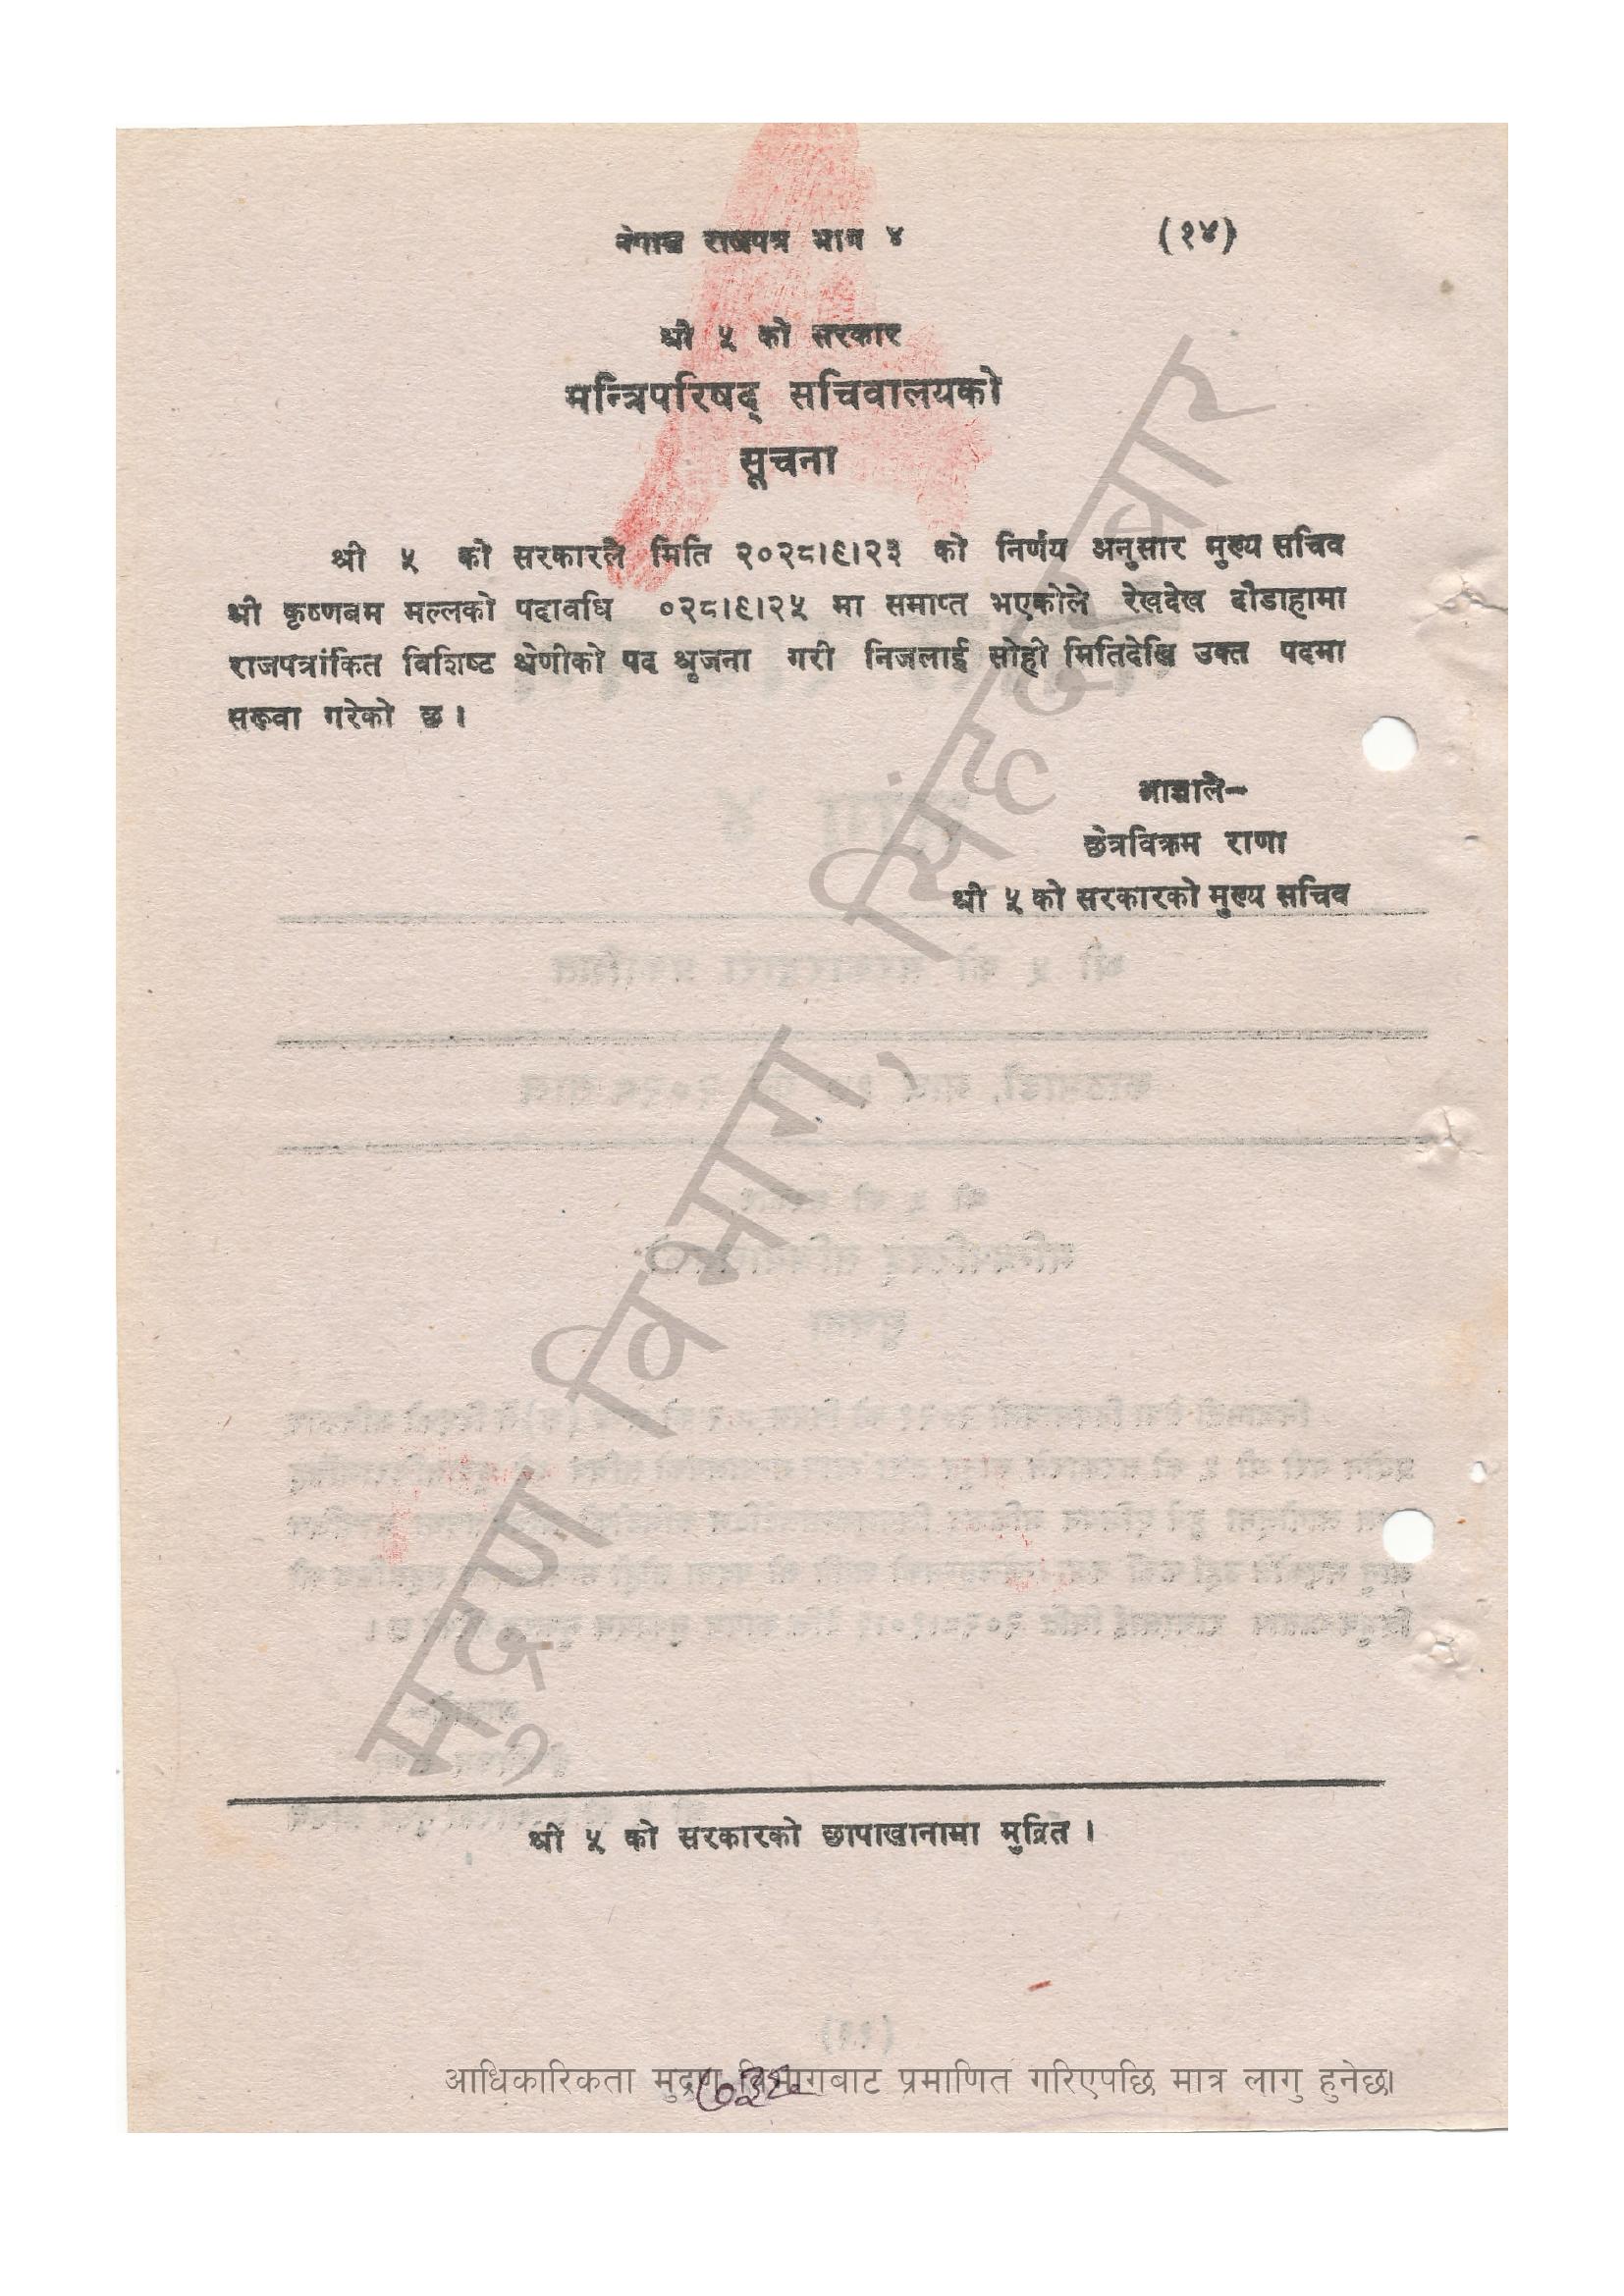 नेपाल राजपत्र भाग ४ (१४)
श्री ५ को सरकार
मन्त्रिपरिषद् सचिवालयको
सूचना
श्री ५ को सरकारले मिति २०२८।९।२३ को निर्णय अनुसार मुख्य सचिव
श्री कृष्णबम मल्लको पदावधि ०२८।९।२५ मा समाप्त भएकोले रेखदेख दौडाहामा
राजपत्रांकित विशिष्ट श्रेणीको पद श्रृजना गरी निजलाई सोही मितिदेखि उक्त पदमा
सरुवा गरेको छ ।
आज्ञाले-
छेत्रविक्रम राणा
श्री ५ को सरकारको मुख्य सचिव
मुद्रण विभाग, सिंहदरबार
श्री ५ को सरकारको छापाखानामा मुद्रित ।
आधिकारिकता मुद्रण विभागबाट प्रमाणित गरिएपछि मात्र लागु हुनेछ।